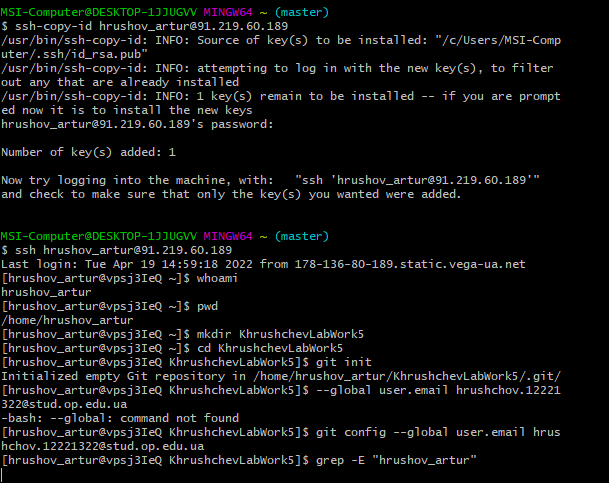 MSI-Computer@DESKTOP-1JJUGVV MINGW64 ~ (master)
$ ssh-copy-id hrushov_artur@91.219.60.189
/usr/bin/ssh-copy-id: INFO: Source of key(s) to be installed: "/c/Users/MSI-Comp
uter/.ssh/id_rsa.pub"
/usr/bin/ssh-copy-id: INFO: attempting to log in with the new key(s), to filter
out any that are already installed
/usr/bin/ssh-copy-id: INFO: 1 key(s) remain to be installed -- if you are prompt
ed now it is to install the new keys
hrushov_artur@91.219.60.189's password:
Number of key(s) added: 1
Now try logging into the machine, with:   "ssh 'hrushov_artur@91.219.60.189'"
and check to make sure that only the key(s) you wanted were added.
MSI-Computer@DESKTOP-1JJUGVV MINGW64 ~ (master)
$ ssh hrushov_artur@91.219.60.189
Last login: Tue Apr 19 14:59:18 2022 from 178-136-80-189.static.vega-ua.net
[hrushov_artur@vpsj3IeQ ~]$ whoami
hrushov_artur
[hrushov_artur@vpsj3IeQ ~]$ pwd
/home/hrushov_artur
[hrushov_artur@vpsj3IeQ ~]$ mkdir KhrushchevLabWork5
[hrushov_artur@vpsj3IeQ ~]$ cd KhrushchevLabWork5
[hrushov_artur@vpsj3IeQ KhrushchevLabWork5]$ git init
Initialized empty Git repository in /home/hrushov_artur/KhrushchevLabWork5/.git/
[hrushov_artur@vpsj3IeQ KhrushchevLabWork5]$ --global user.email hrushchov.12221
322@stud.op.edu.ua
-bash: --global: command not found
[hrushov_artur@vpsj3IeQ KhrushchevLabWork5]$ git config --global user.email hrus
hchov.12221322@stud.op.edu.ua
[hrushov_artur@vpsj3IeQ KhrushchevLabWork5]$ grep -E "hrushov_artur"